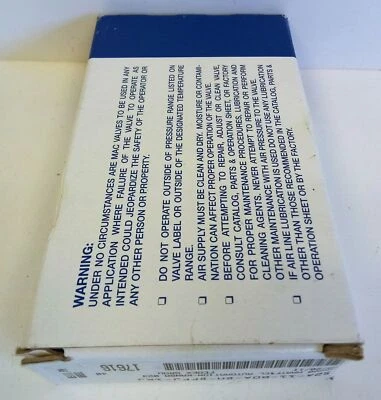 WARNING:
UNDER NO CIRCUMSTANCES ARE MAC VALVES TO BE USED IN ANY
APPLICATION WHERE FAILURE OF THE VALVE TO OPERATE AS
INTENDED COULD JEOPARDIZE THE SAFETY OF THE OPERATOR OR
ANY OTHER PERSON OR PROPERTY.
☐ DO NOT OPERATE OUTSIDE OF PRESSURE RANGE LISTED ON
VALVE LABEL OR OUTSIDE OF THE DESIGNATED TEMPERATURE
RANGE.
☐ AIR SUPPLY MUST BE CLEAN AND DRY. MOISTURE OR CONTAMI-
NATION CAN AFFECT PROPER OPERATION OF THE VALVE.
☐ BEFORE ATTEMPTING TO REPAIR, ADJUST OR CLEAN VALVE,
CONSULT CATALOG, PARTS & OPERATION SHEET, OR FACTORY
FOR PROPER MAINTENANCE PROCEDURES, LUBRICATION AND
CLEANING AGENTS. NEVER ATTEMPT TO REPAIR OR PERFORM
OTHER MAINTENANCE WITH AIR PRESSURE TO THE VALVE.
☐ IF AIR LINE LUBRICATION IS USED DO NOT USE ANY LUBRICATION
OTHER THAN THOSE RECOMMENDED IN THE CATALOG, PARTS &
OPERATION SHEET OR BY THE FACTORY.
17616